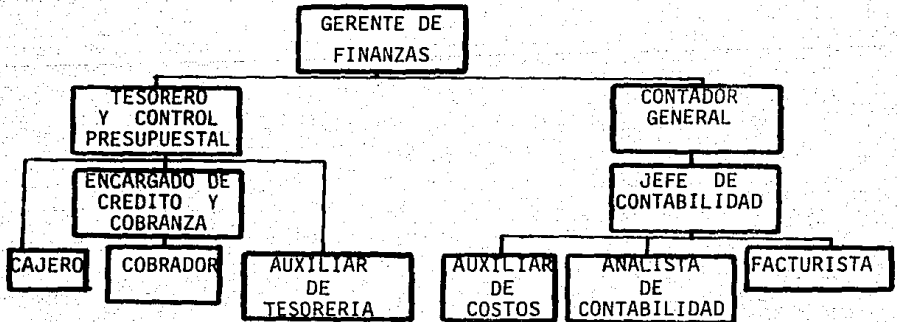 GERENTE DE
FINANZAS
TESORERO
Y CONTROL
PRESUPUESTAL
CONTADOR
GENERAL
ENCARGADO DE
CREDITO Y
COBRANZA
JEFE DE
CONTABILIDAD
CAJERO
COBRADOR
AUXILIAR
DE
TESORERIA
AUXILIAR
DE
COSTOS
ANALISTA
DE
CONTABILIDAD
FACTURISTA